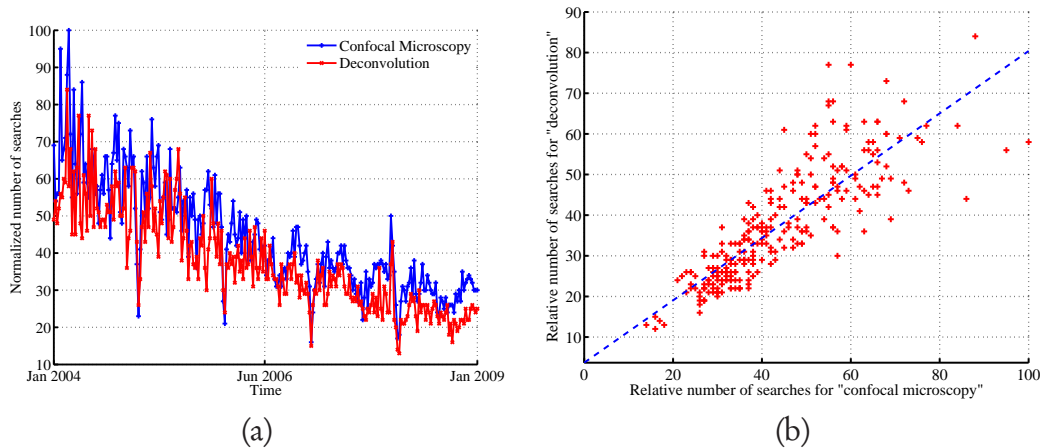 100
90
80
70
60
50
40
30
20
10
Normalized number of searches
Confocal Microscopy
Deconvolution
Jan 2004
Jun 2006
Jan 2009
Time
(a)
90
80
70
60
50
40
30
20
10
Relative number of searches for "deconvolution"
0
20
40
60
80
100
Relative number of searches for "confocal microscopy"
(b)